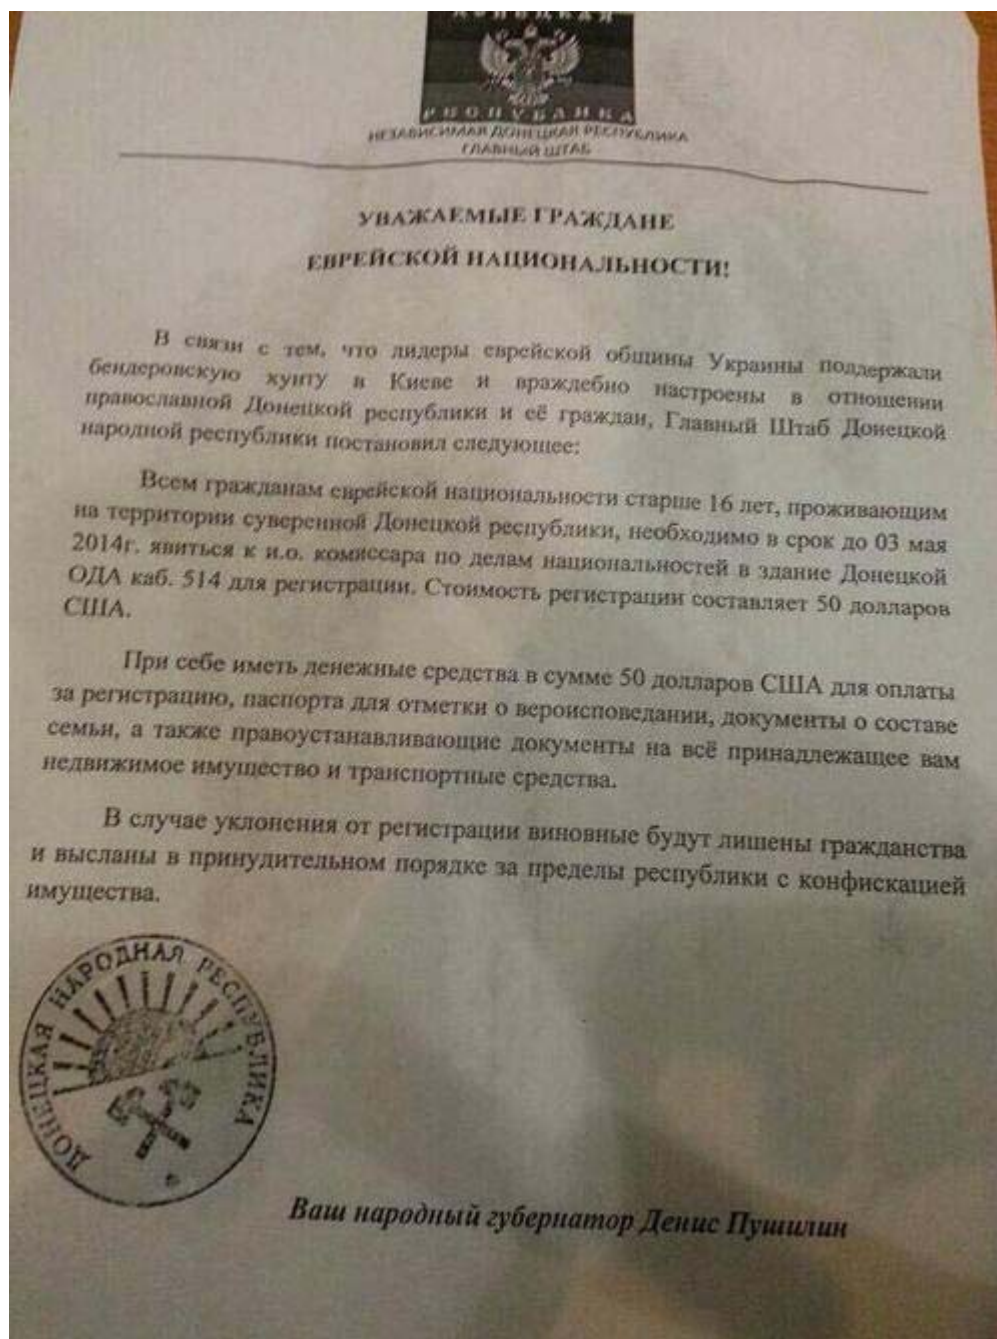 ДОНЕЦКАЯ
РЕСПУБЛИКА
НЕЗАВИСИМАЯ ДОНЕЦКАЯ РЕСПУБЛИКА
ГЛАВНЫЙ ШТАБ
УВАЖАЕМЫЕ ГРАЖДАНЕ
ЕВРЕЙСКОЙ НАЦИОНАЛЬНОСТИ!
В связи с тем, что лидеры еврейской общины Украины поддержали
бендеровскую хунту в Киеве и враждебно настроены в отношении
православной Донецкой республики и её граждан, Главный Штаб Донецкой
народной республики постановил следующее:
Всем гражданам еврейской национальности старше 16 лет, проживающим
на территории суверенной Донецкой республики, необходимо в срок до 03 мая
2014г. явиться к и.о. комиссара по делам национальностей в здание Донецкой
ОДА каб. 514 для регистрации. Стоимость регистрации составляет 50 долларов
США.
При себе иметь денежные средства в сумме 50 долларов США для оплаты
за регистрацию, паспорта для отметки о вероисповедании, документы о составе
семьи, а также правоустанавливающие документы на всё принадлежащее вам
недвижимое имущество и транспортные средства.
В случае уклонения от регистрации виновные будут лишены гражданства
и высланы в принудительном порядке за пределы республики с конфискацией
имущества.
ДОНЕЦКАЯ НАРОДНАЯ РЕСПУБЛИКА
Ваш народный губернатор Денис Пушилин